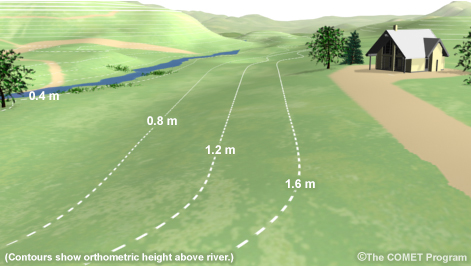 0.4 m
0.8 m
1.2 m
1.6 m
(Contours show orthometric height above river.)
©The COMET Program